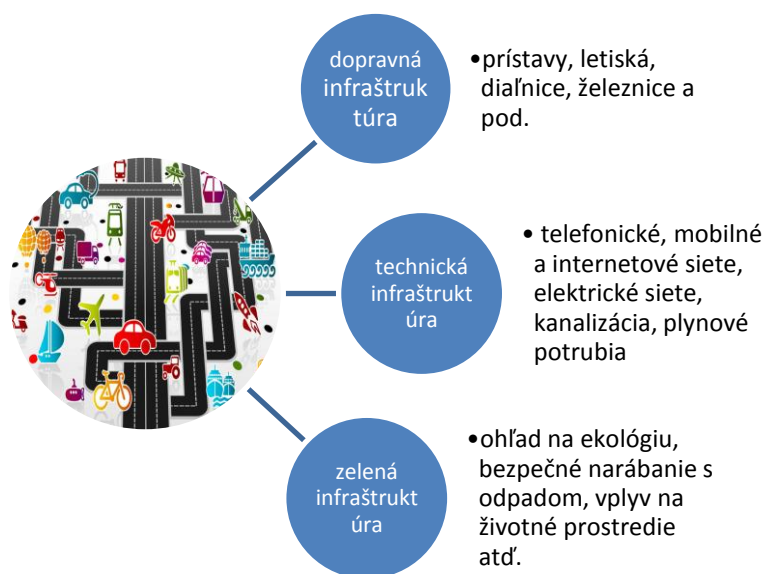 dopravná
infraštruk
túra
•prístavy, letiská,
diaľnice, železnice a
pod.
technická
infraštrukt
úra
• telefonické, mobilné
a internetové siete,
elektrické siete,
kanalizácia, plynové
potrubia
zelená
infraštrukt
úra
•ohľad na ekológiu,
bezpečné narábanie s
odpadom, vplyv na
životné prostredie
atď.